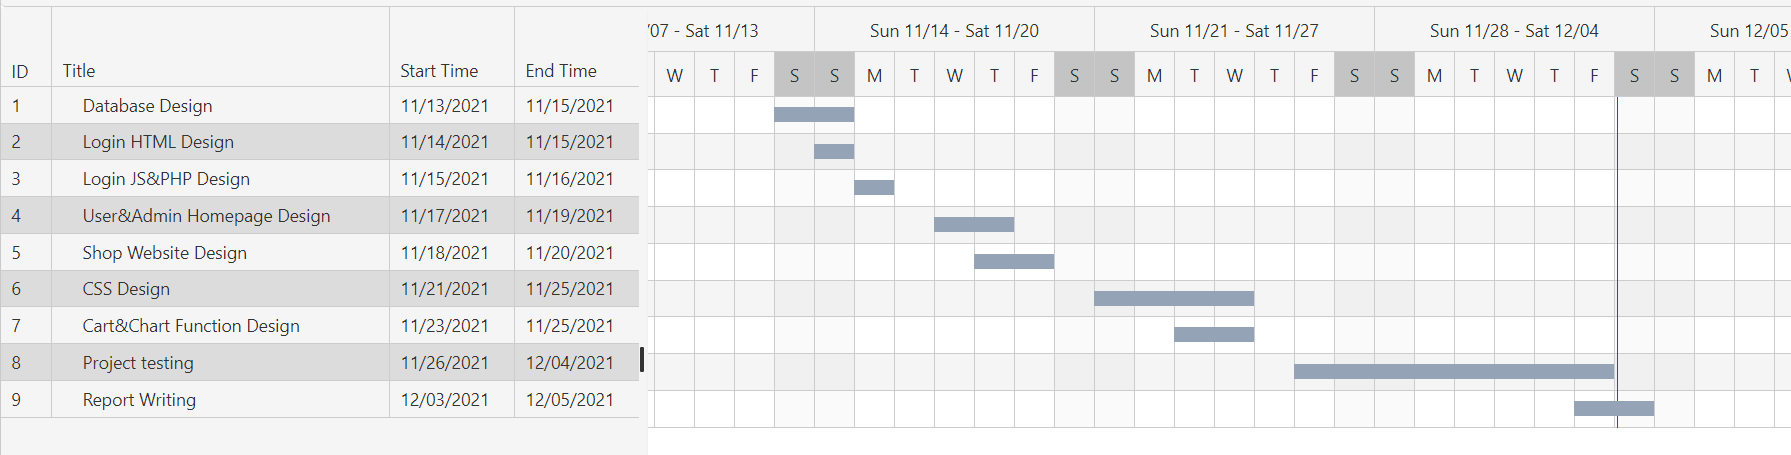 /07 - Sat 11/13 Sun 11/14 - Sat 11/20 Sun 11/21 - Sat 11/27 Sun 11/28 - Sat 12/04 Sun 12/05
ID Title Start Time End Time W T F S S M T W T F S S M T W T F S S M T W T F S S M T
1 Database Design 11/13/2021 11/15/2021
2 Login HTML Design 11/14/2021 11/15/2021
3 Login JS&PHP Design 11/15/2021 11/16/2021
4 User&Admin Homepage Design 11/17/2021 11/19/2021
5 Shop Website Design 11/18/2021 11/20/2021
6 CSS Design 11/21/2021 11/25/2021
7 Cart&Chart Function Design 11/23/2021 11/25/2021
8 Project testing 11/26/2021 12/04/2021
9 Report Writing 12/03/2021 12/05/2021